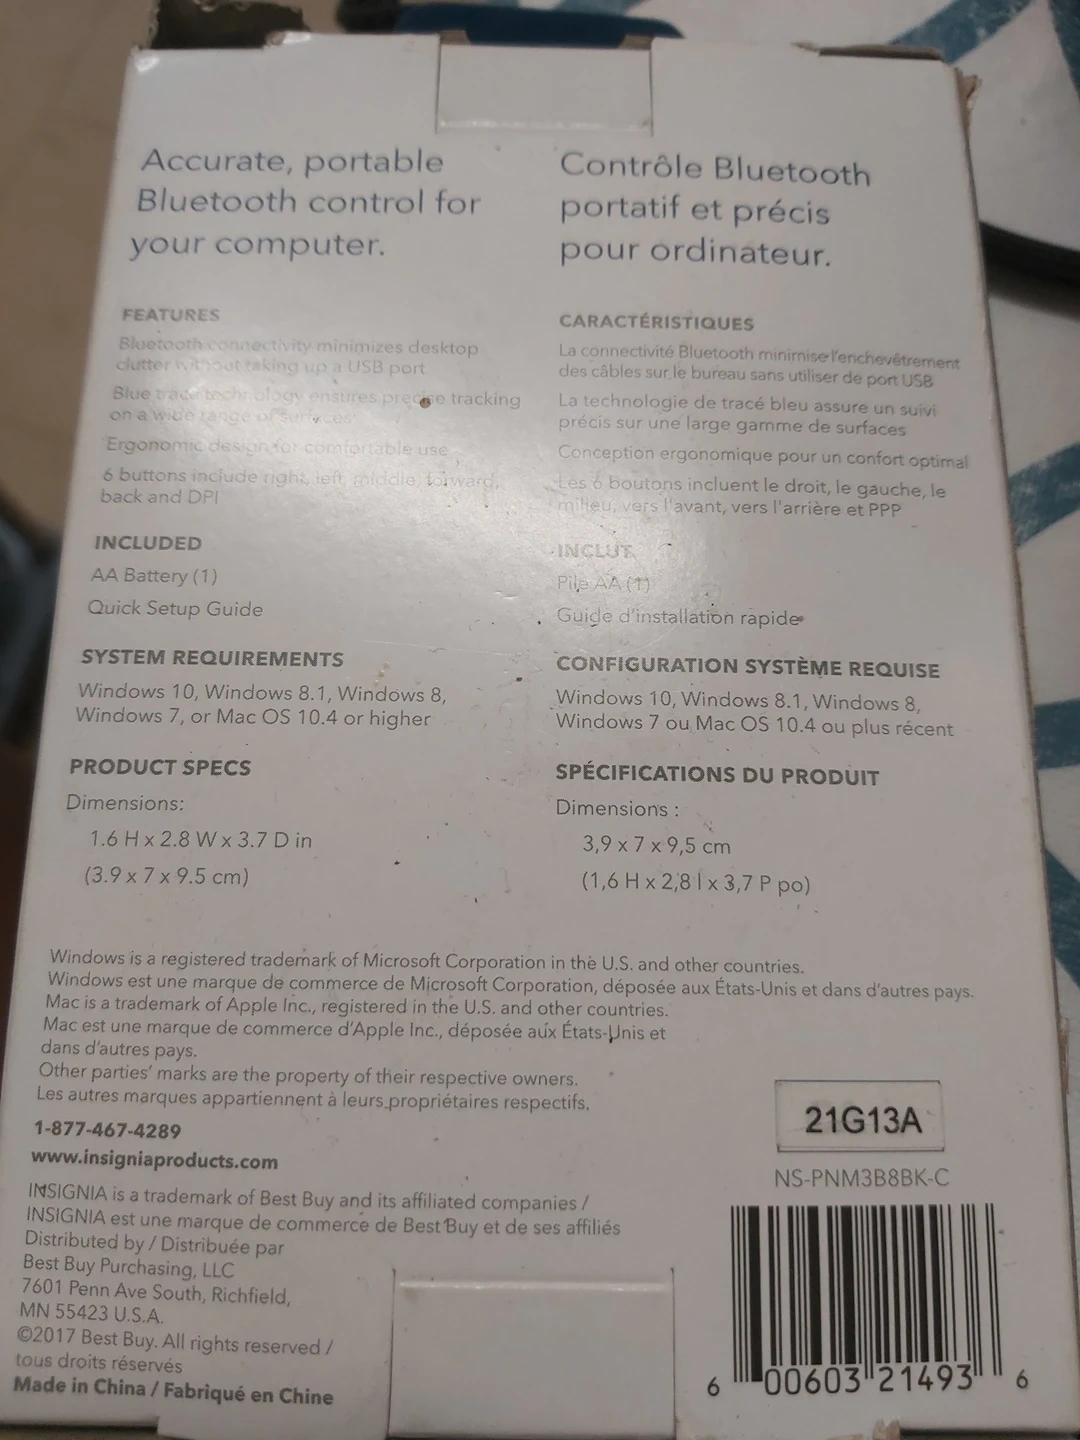 Accurate, portable
Bluetooth control for
your computer.
FEATURES
Bluetooth connectivity minimizes desktop
clutter without taking up a USB port
Blue trace technology ensures precise tracking
on a wide range of surfaces
Ergonomic design for comfortable use
6 buttons include right, left, middle, forward,
back and DPI
INCLUDED
AA Battery (1)
Quick Setup Guide
SYSTEM REQUIREMENTS
Windows 10, Windows 8.1, Windows 8,
Windows 7, or Mac OS 10.4 or higher
PRODUCT SPECS
Dimensions:
1.6 H x 2.8 W x 3.7 D in
(3.9 x 7 x 9.5 cm)
Contrôle Bluetooth
portatif et précis
pour ordinateur.
CARACTÉRISTIQUES
La connectivité Bluetooth minimise l'enchevêtrement
des câbles sur le bureau sans utiliser de port USB
La technologie de tracé bleu assure un suivi
précis sur une large gamme de surfaces
Conception ergonomique pour un confort optimal
Les 6 boutons incluent le droit, le gauche, le
milieu, vers l'avant, vers l'arrière et PPP
INCLUT
Pile AA (1)
Guide d'installation rapide
CONFIGURATION SYSTÈME REQUISE
Windows 10, Windows 8.1, Windows 8,
Windows 7 ou Mac OS 10.4 ou plus récent
SPÉCIFICATIONS DU PRODUIT
Dimensions :
3,9 x 7 x 9,5 cm
(1,6 H x 2,8 l x 3,7 P po)
Windows is a registered trademark of Microsoft Corporation in the U.S. and other countries.
Windows est une marque de commerce de Microsoft Corporation, déposée aux États-Unis et dans d'autres pays.
Mac is a trademark of Apple Inc., registered in the U.S. and other countries.
Mac est une marque de commerce d'Apple Inc., déposée aux États-Unis et
dans d'autres pays.
Other parties' marks are the property of their respective owners.
Les autres marques appartiennent à leurs propriétaires respectifs.
1-877-467-4289
www.insigniaproducts.com
INSIGNIA is a trademark of Best Buy and its affiliated companies /
INSIGNIA est une marque de commerce de Best Buy et de ses affiliés
Distributed by / Distribuée par
Best Buy Purchasing, LLC
7601 Penn Ave South, Richfield,
MN 55423 U.S.A.
©2017 Best Buy. All rights reserved /
tous droits réservés
Made in China / Fabriqué en Chine
21G13A
NS-PNM3B8BK-C
6 00603 21493 6